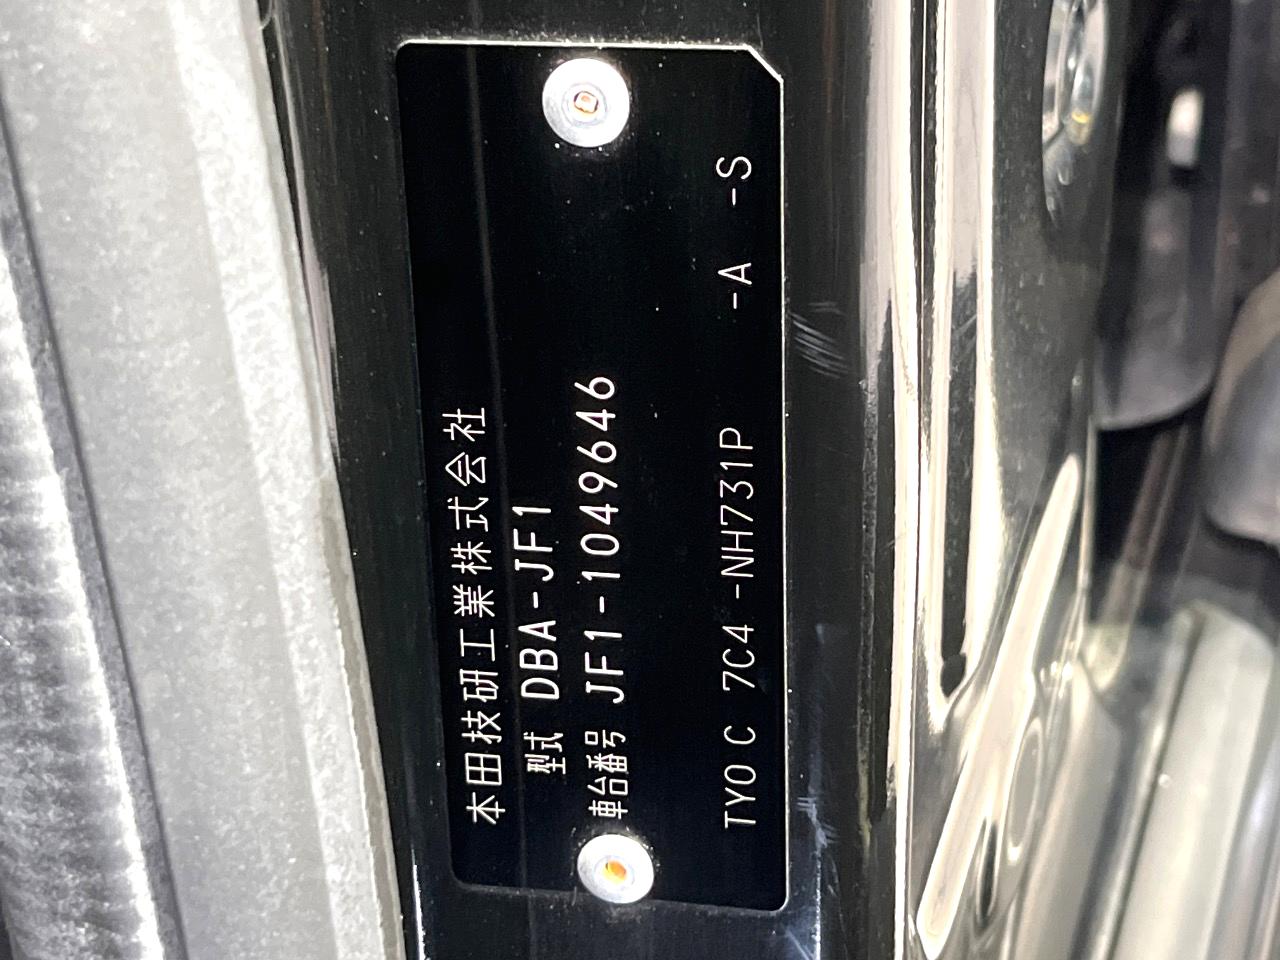 本田技研工業株式会社
型式 DBA-JF1
車台番号 JF1-1049646
TY0 C 7C4 -NH731P -A -S